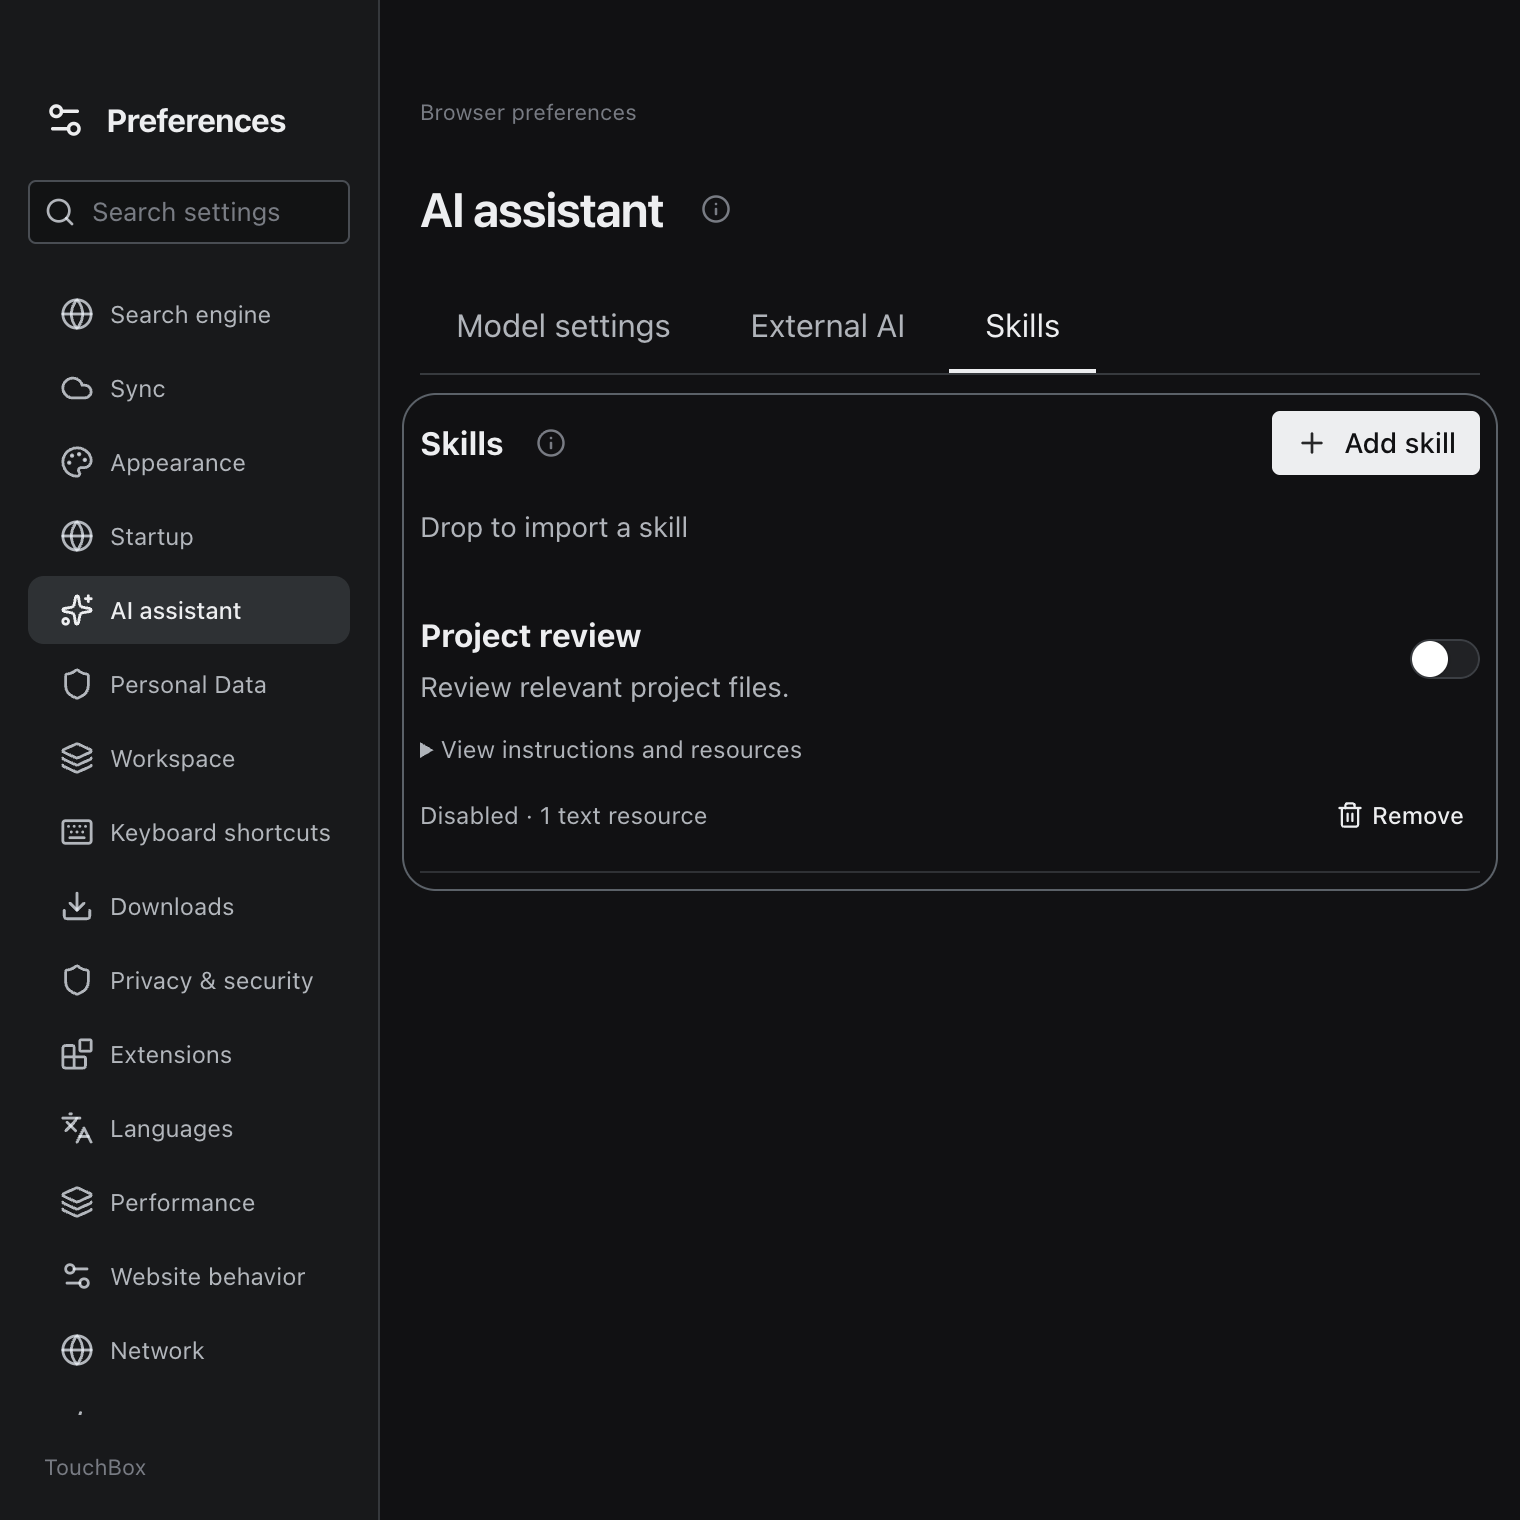 Preferences
Search settings
Search engine
Sync
Appearance
Startup
AI assistant
Personal Data
Workspace
Keyboard shortcuts
Downloads
Privacy & security
Extensions
Languages
Performance
Website behavior
Network
TouchBox
Browser preferences
AI assistant
Model settings
External AI
Skills
Skills
Add skill
Drop to import a skill
Project review
Review relevant project files.
View instructions and resources
Disabled · 1 text resource
Remove